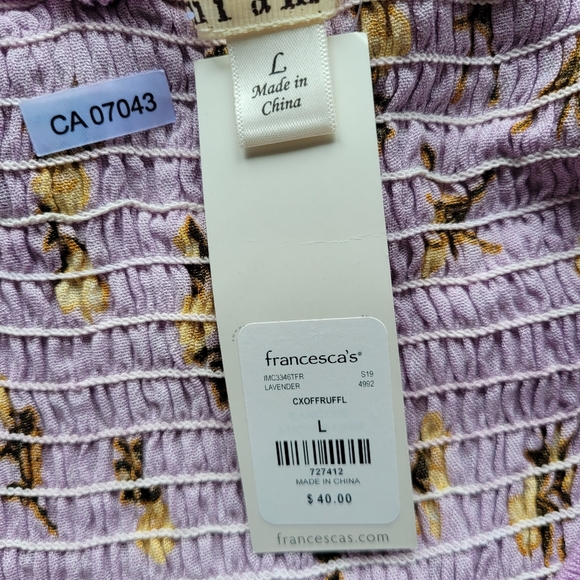 L
Made in
China
CA 07043
francesca's®
IMC3346TFR S19
LAVENDER 4992
CXOFFRUFFL
L
727412
MADE IN CHINA
$ 40.00
francescas.com